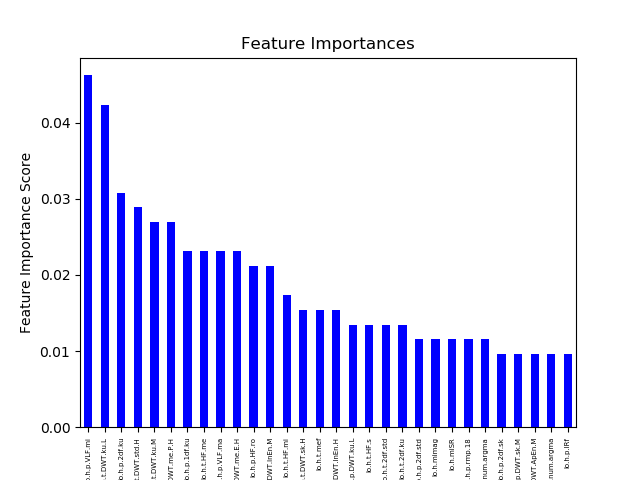 Feature Importances
Feature Importance Score
0.04
0.03
0.02
0.01
0.00
o.h.p.VLF.mi
.t.DWT.ku.L
lo.h.p.2df.ku
t.DWT.std.H
t.DWT.ku.M
DWT.me.P.H
lo.h.p.1df.ku
lo.h.t.HF.me
.h.p.VLF.ma
DWT.me.E.H
lo.h.p.HF.ro
DWT.lnEn.M
lo.h.t.HF.mi
.t.DWT.sk.H
lo.h.t.mef
DWT.lnEn.H
.p.DWT.ku.L
lo.h.t.HF.s
o.h.t.2df.std
lo.h.t.2df.ku
.h.p.2df.std
lo.h.mimag
lo.h.miSR
.h.p.rmp.18
num.argma
lo.h.p.2df.sk
p.DWT.sk.M
DWT.ApEn.M
num.argma
lo.h.p.IRf